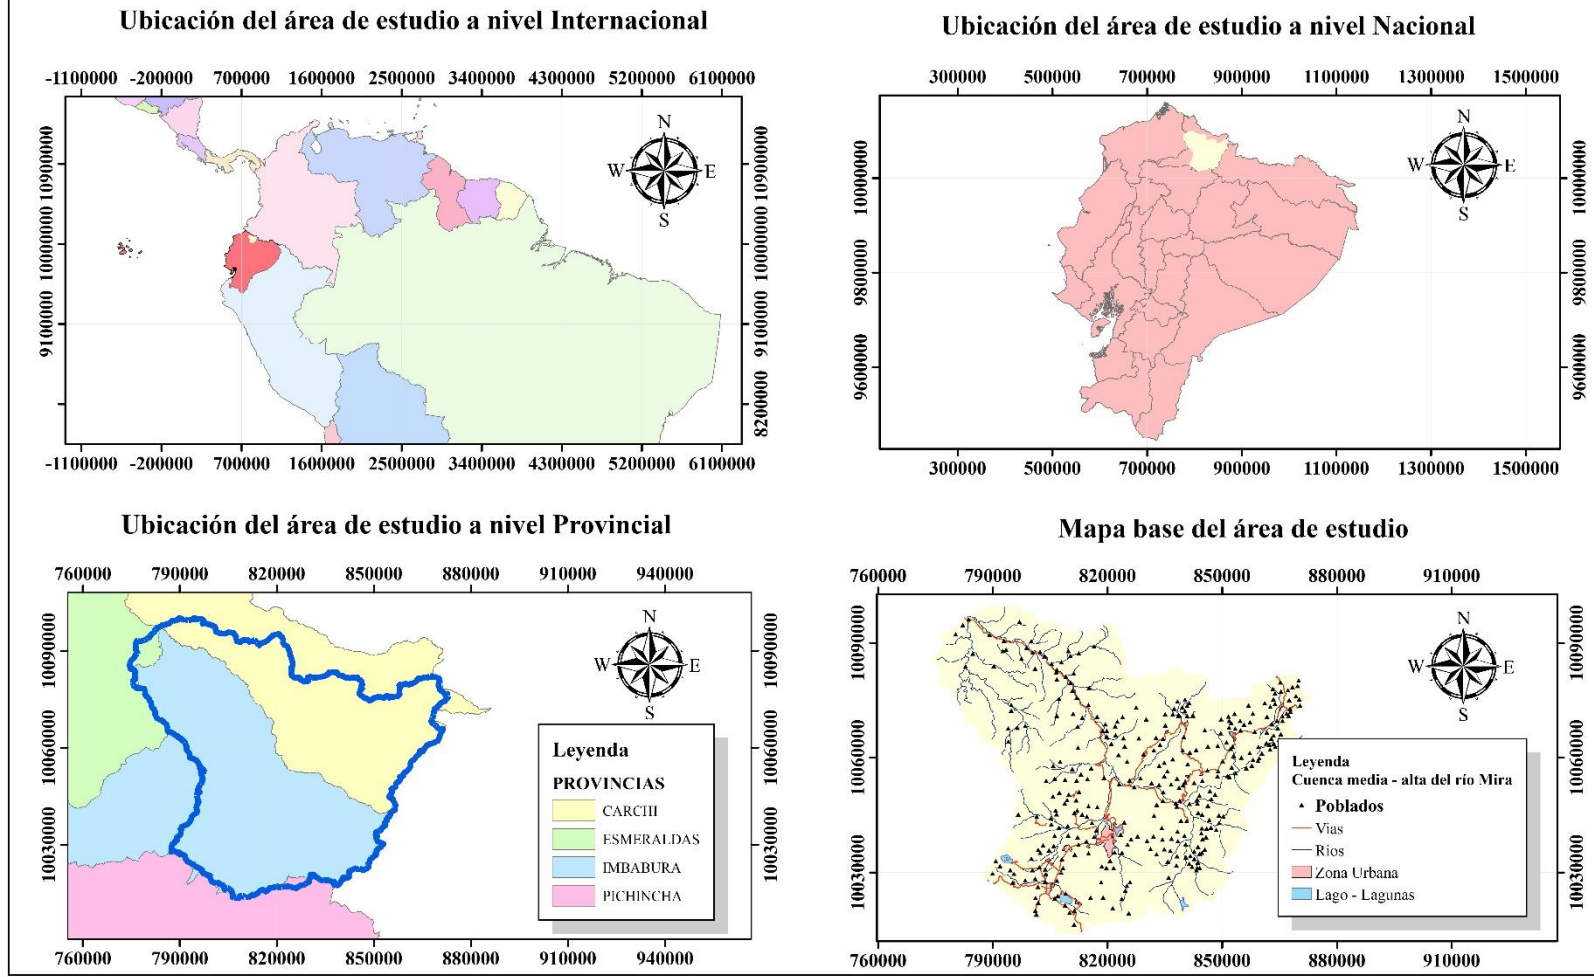 Ubicación del área de estudio a nivel Internacional
-1100000 -200000 700000 1600000 2500000 3400000 4300000 5200000 6100000
10900000
10000000
9100000
N
W E
S
10900000
10000000
9100000
8200000
-1100000 -200000 700000 1600000 2500000 3400000 4300000 5200000 6100000
Ubicación del área de estudio a nivel Nacional
300000 500000 700000 900000 1100000 1300000 1500000
10000000
9800000
9600000
N
W E
S
10000000
9800000
9600000
300000 500000 700000 900000 1100000 1300000 1500000
Ubicación del área de estudio a nivel Provincial
760000 790000 820000 850000 880000 910000 940000
10090000
10060000
10030000
N
W E
S
Leyenda
PROVINCIAS
CARCHI
ESMERALDAS
IMBABURA
PICHINCHA
10090000
10060000
10030000
760000 790000 820000 850000 880000 910000 940000
Mapa base del área de estudio
760000 790000 820000 850000 880000 910000
10090000
10060000
10030000
N
W E
S
Leyenda
Cuenca media - alta del río Mira
Poblados
Vias
Rios
Zona Urbana
Lago - Lagunas
10090000
10060000
10030000
760000 790000 820000 850000 880000 910000